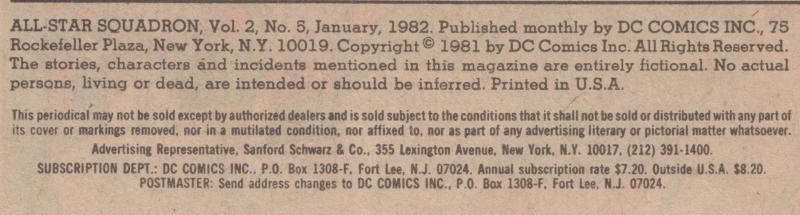 ALL-STAR SQUADRON, Vol. 2, No. 5, January, 1982. Published monthly by DC COMICS INC., 75
Rockefeller Plaza, New York, N.Y. 10019. Copyright © 1981 by DC Comics Inc. All Rights Reserved.
The stories, characters and incidents mentioned in this magazine are entirely fictional. No actual
persons, living or dead, are intended or should be inferred. Printed in U.S.A.
This periodical may not be sold except by authorized dealers and is sold subject to the conditions that it shall not be sold or distributed with any part of
its cover or markings removed, nor in a mutilated condition, nor affixed to, nor as part of any advertising literary or pictorial matter whatsoever.
Advertising Representative, Sanford Schwarz & Co., 355 Lexington Avenue, New York, N.Y. 10017, (212) 391-1400.
SUBSCRIPTION DEPT.: DC COMICS INC., P.O. Box 1308-F, Fort Lee, N.J. 07024. Annual subscription rate $7.20. Outside U.S.A. $8.20.
POSTMASTER: Send address changes to DC COMICS INC., P.O. Box 1308-F, Fort Lee, N.J. 07024.